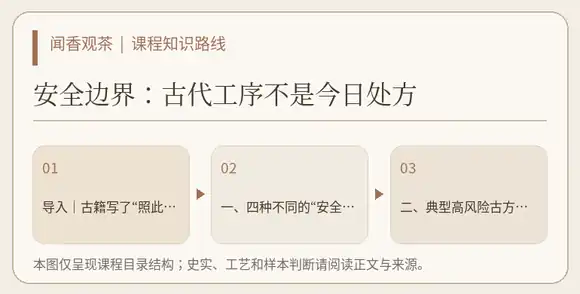 闻香观茶｜课程知识路线
安全边界：古代工序不是今日处方
01
导入｜古籍写了“照此…
02
一、四种不同的“安全…
03
二、典型高风险古方…
本图仅呈现课程目录结构；史实、工艺和样本判断请阅读正文与来源。